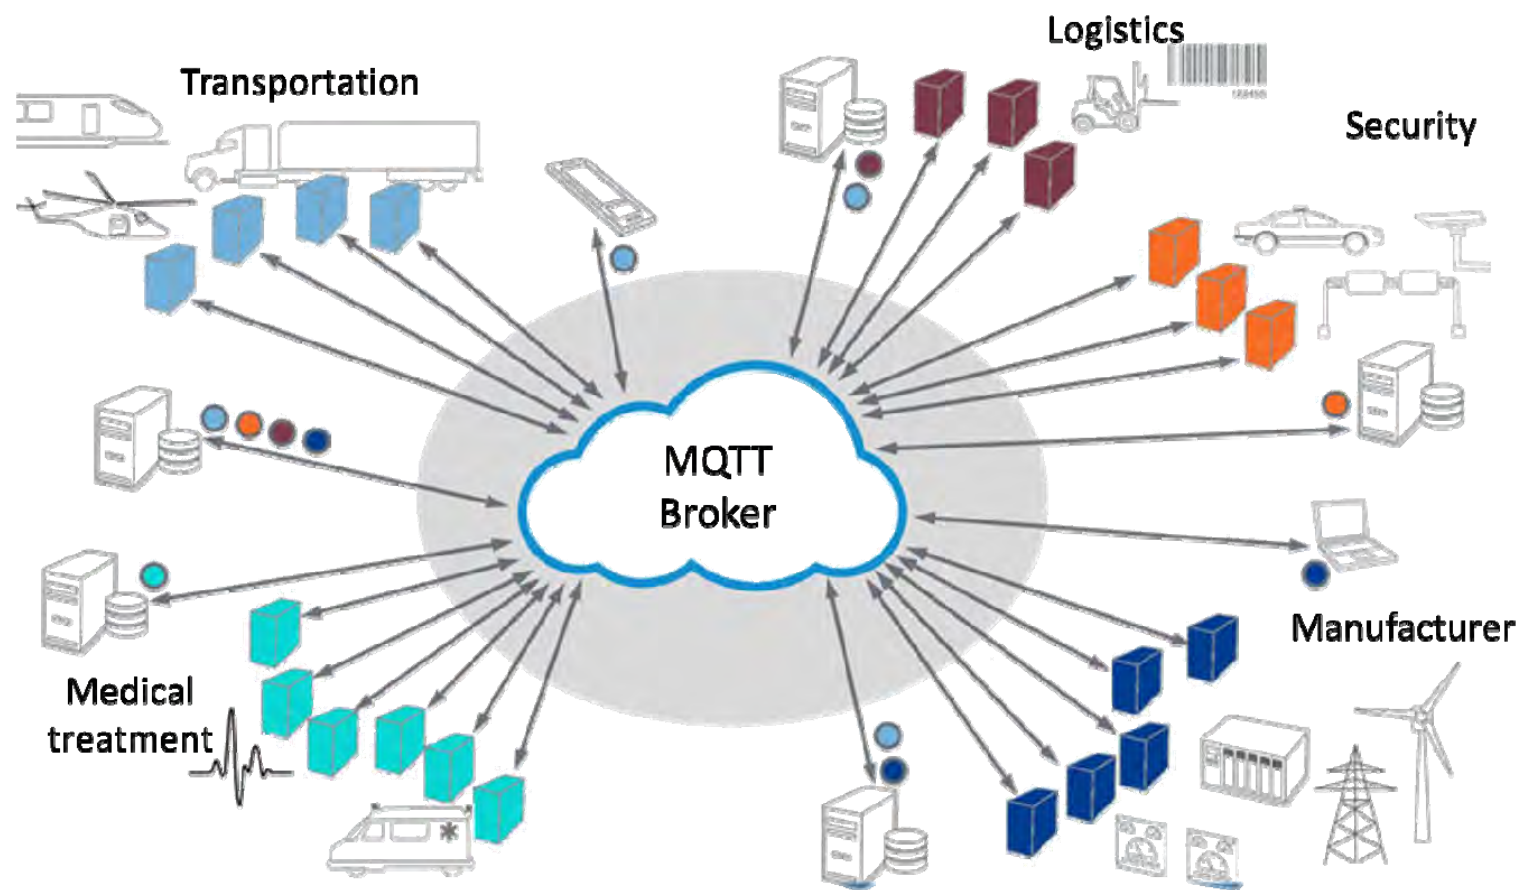 Logistics
Transportation
Security
MQTT
Broker
Manufacturer
Medical
treatment